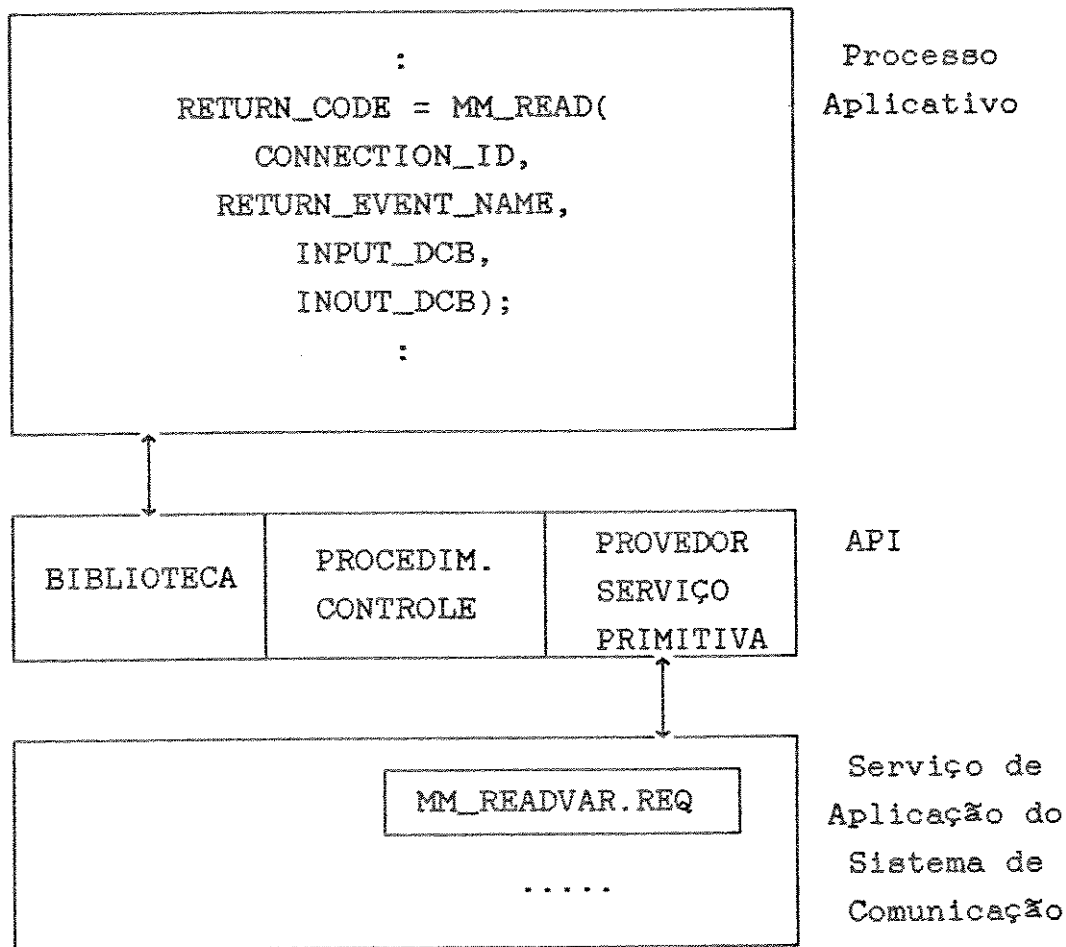 :
RETURN_CODE = MM_READ(
CONNECTION_ID,
RETURN_EVENT_NAME,
INPUT_DCB,
INOUT_DCB);
:
Processo
Aplicativo
BIBLIOTECA
PROCEDIM.
CONTROLE
PROVEDOR
SERVIÇO
PRIMITIVA
API
MM_READVAR.REQ
.....
Serviço de
Aplicação do
Sistema de
Comunicação